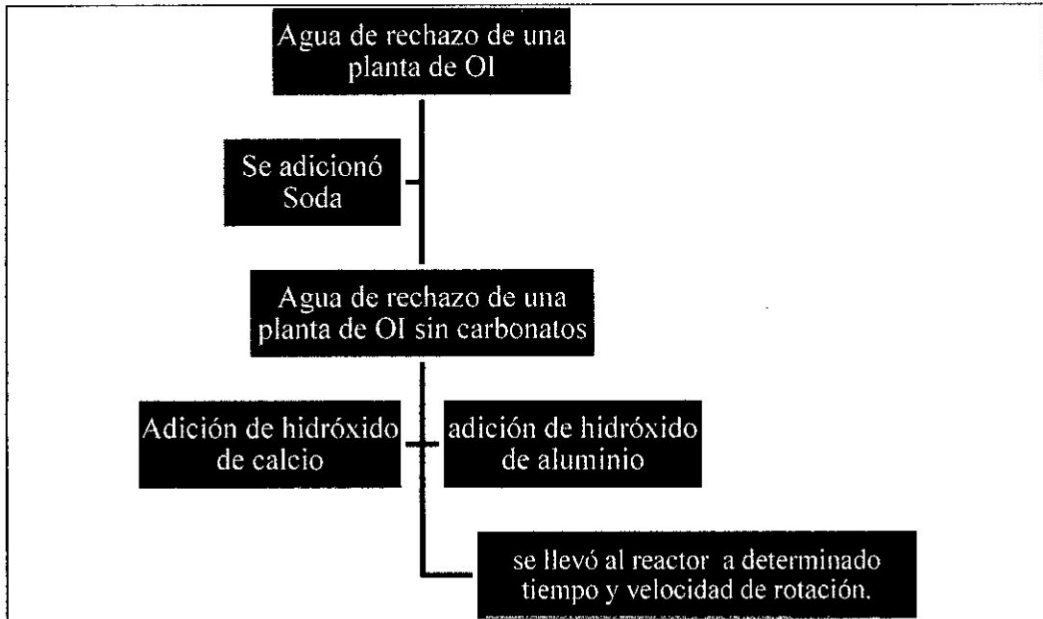 Agua de rechazo de una
planta de OI
Se adicionó
Soda
Agua de rechazo de una
planta de OI sin carbonatos
Adición de hidróxido
de calcio
adición de hidróxido
de aluminio
se llevó al reactor a determinado
tiempo y velocidad de rotación.